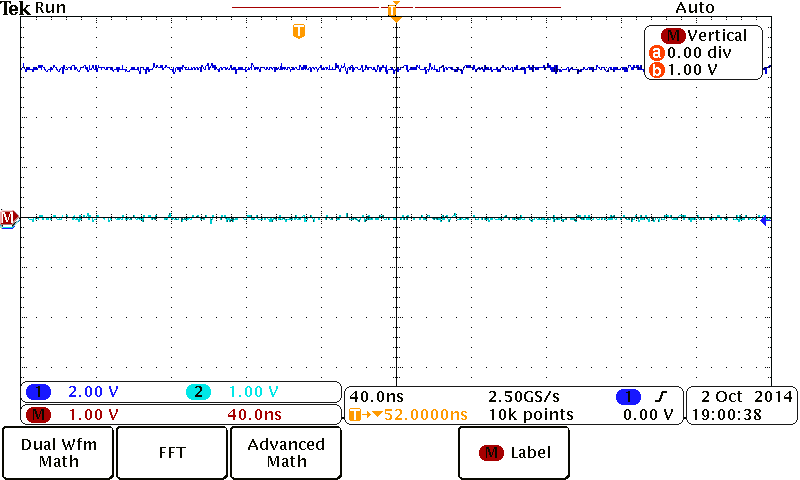 Tek Run Auto
T
T
M Vertical
a 0.00 div
b 1.00 V
M
1 2.00 V 2 1.00 V
M 1.00 V 40.0ns
40.0ns 2.50GS/s 1 0.00 V
T→▼52.0000ns 10k points
2 Oct 2014
19:00:38
Dual Wfm Math
FFT
Advanced Math
M Label